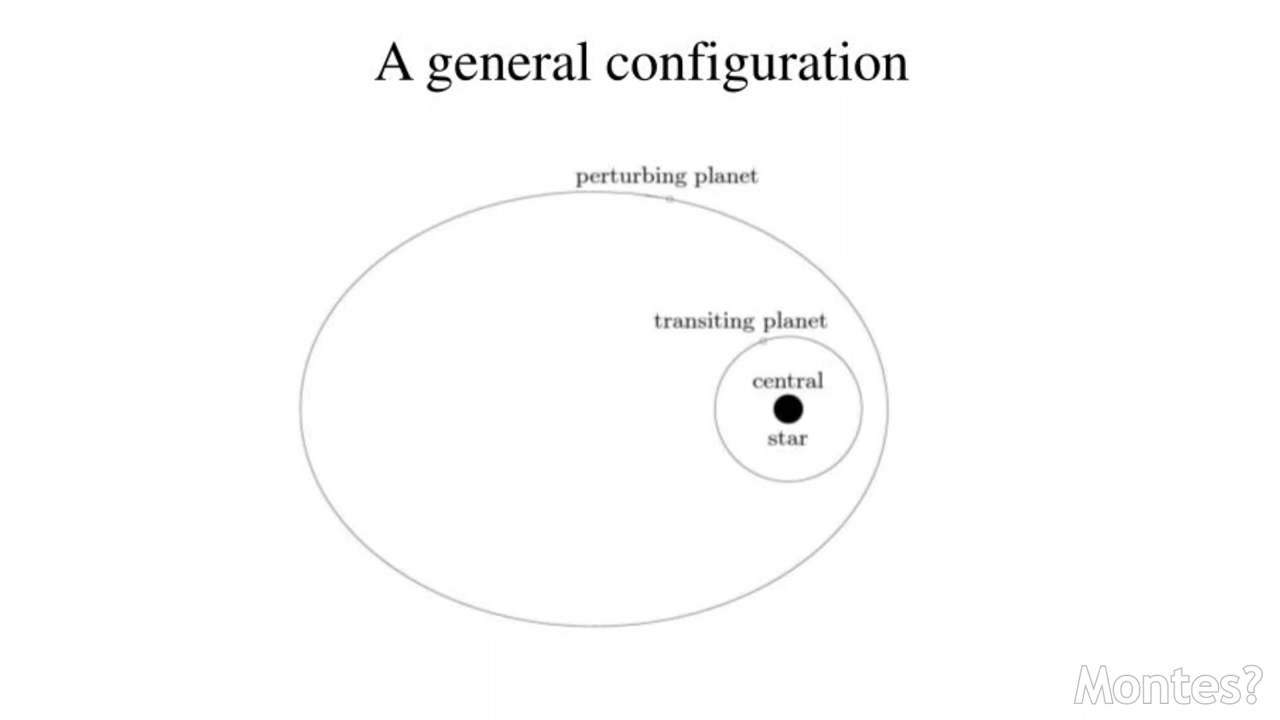 A general configuration
perturbing planet
transiting planet
central
star
Montes?